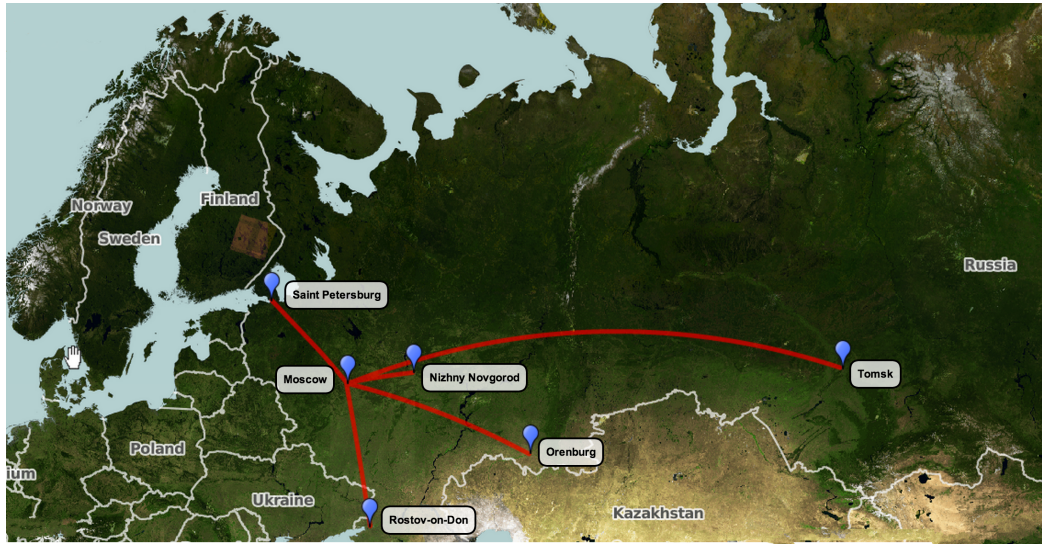 Norway
Finland
Sweden
Russia
Saint Petersburg
Moscow
Nizhny Novgorod
Tomsk
Poland
Orenburg
ium
Ukraine
Rostov-on-Don
Kazakhstan